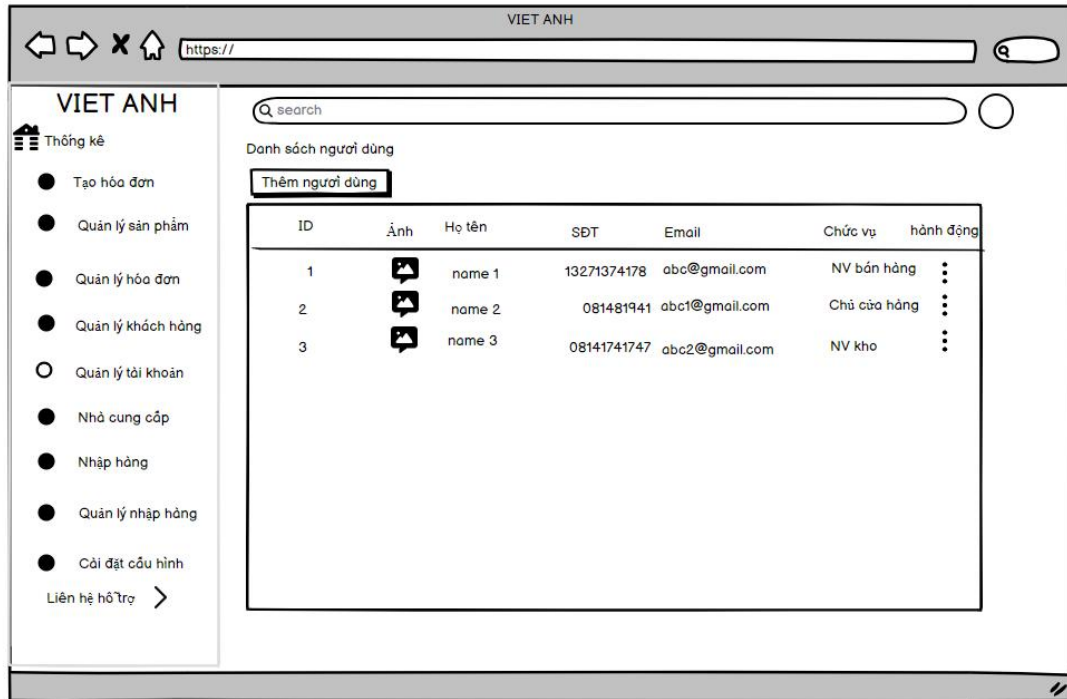 VIET ANH
https://
VIET ANH
Thống kê
Tạo hóa đơn
Quản lý sản phẩm
Quản lý hóa đơn
Quản lý khách hàng
Quản lý tài khoản
Nhà cung cấp
Nhập hàng
Quản lý nhập hàng
Cài đặt cấu hình
Liên hệ hỗ trợ
search
Danh sách người dùng
Thêm người dùng
ID Ảnh Họ tên SĐT Email Chức vụ hành động
1 name 1 13271374178 abc@gmail.com NV bán hàng
2 name 2 081481941 abc1@gmail.com Chủ cửa hàng
3 name 3 08141741747 abc2@gmail.com NV kho